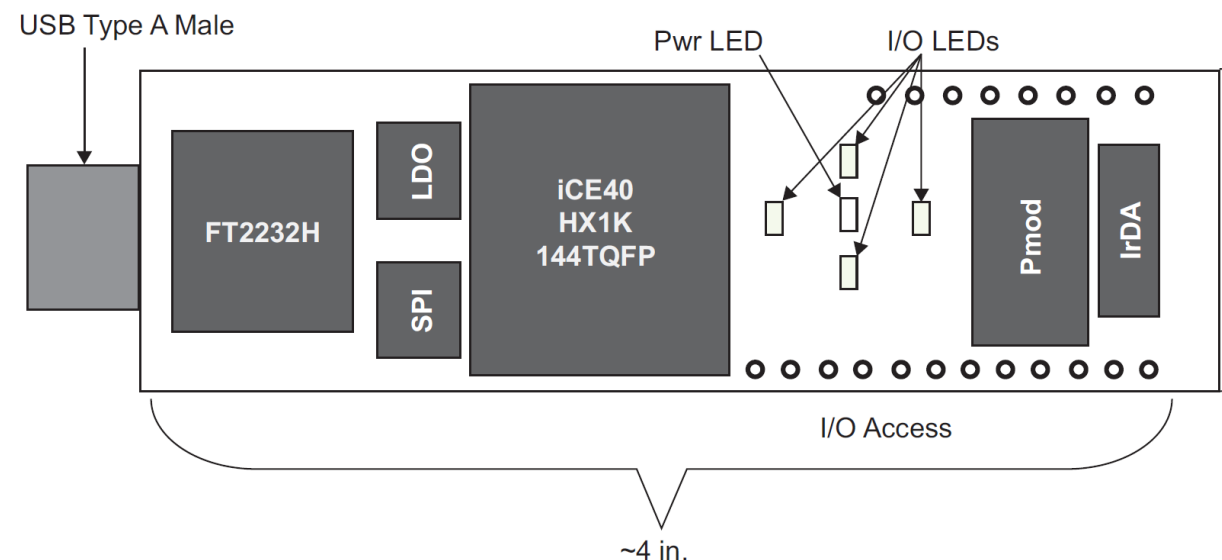 USB Type A Male
Pwr LED
I/O LEDs
FT2232H
LDO
SPI
iCE40
HX1K
144TQFP
Pmod
IrDA
I/O Access
~4 in.